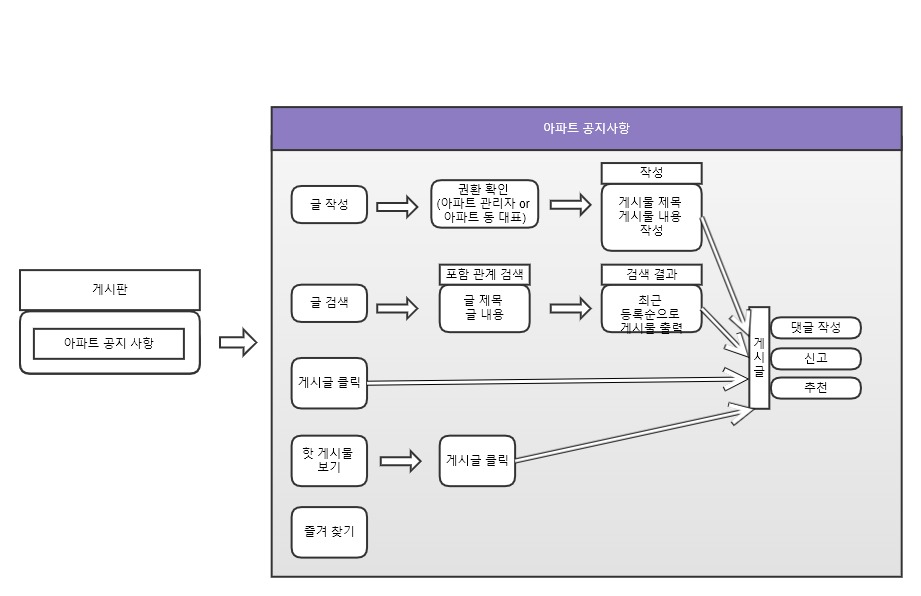 아파트 공지사항
글 작성
권환 확인
(아파트 관리자 or
아파트 동 대표)
작성
게시물 제목
게시물 내용
작성
글 검색
포함 관계 검색
글 제목
글 내용
검색 결과
최근
등록순으로
게시물 출력
게시판
아파트 공지 사항
게시글 클릭
게
시
글
댓글 작성
신고
추천
핫 게시물
보기
게시글 클릭
즐겨 찾기